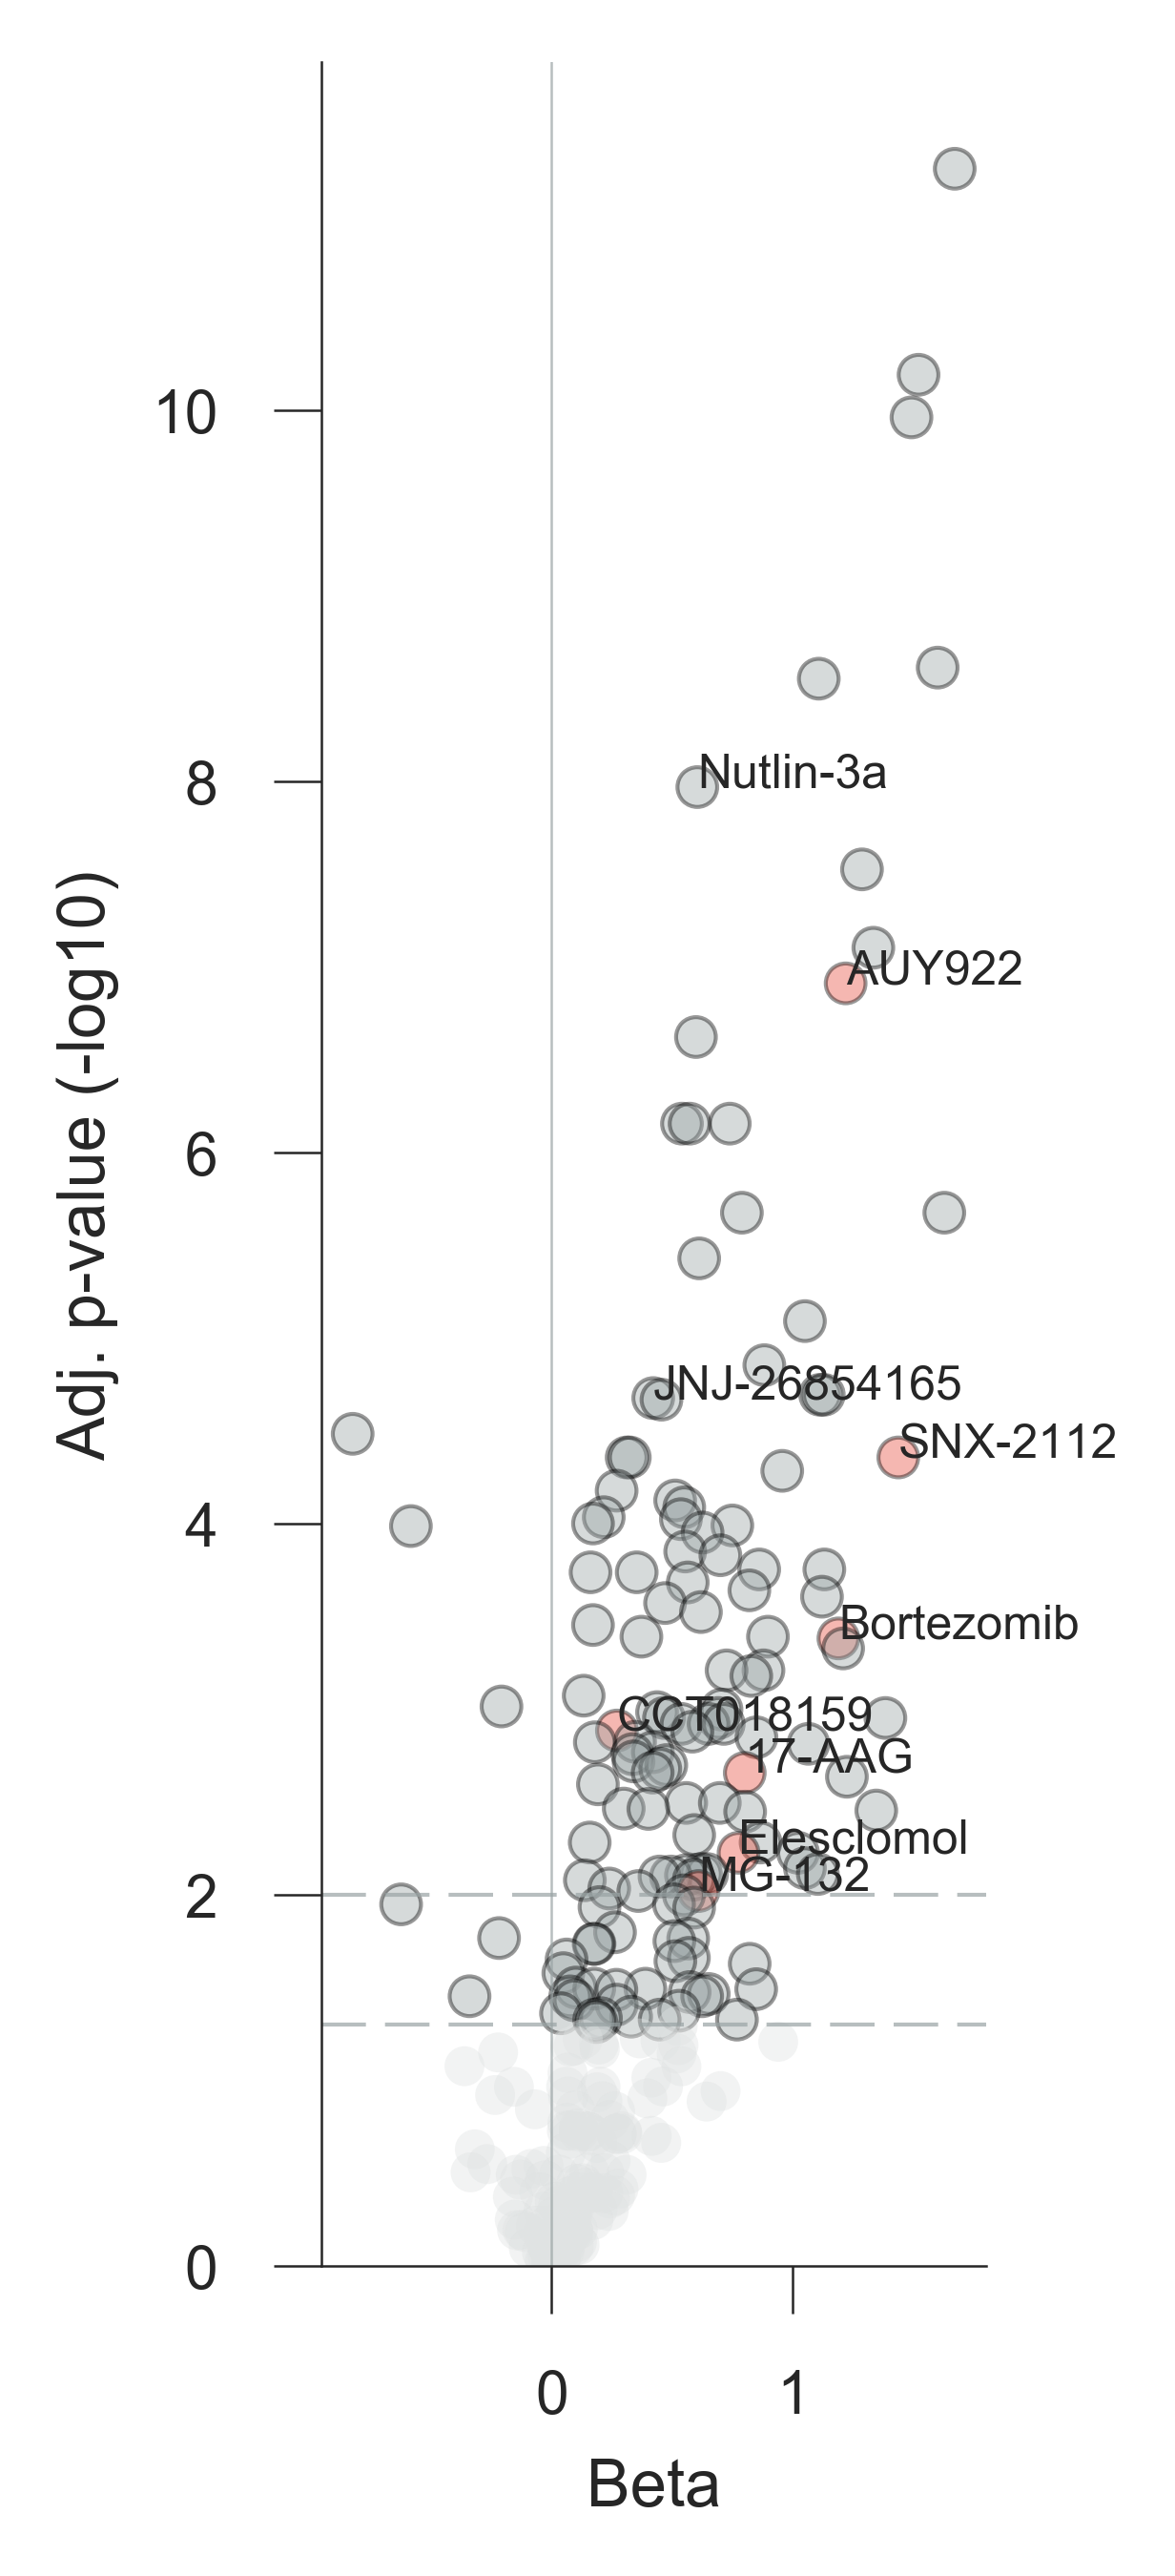 10
8
6
4
2
0
Adj. p-value (-log10)
Nutlin-3a
AUY922
JNJ-26854165
SNX-2112
Bortezomib
CCT018159
17-AAG
Elesclomol
MG-132
0
1
Beta